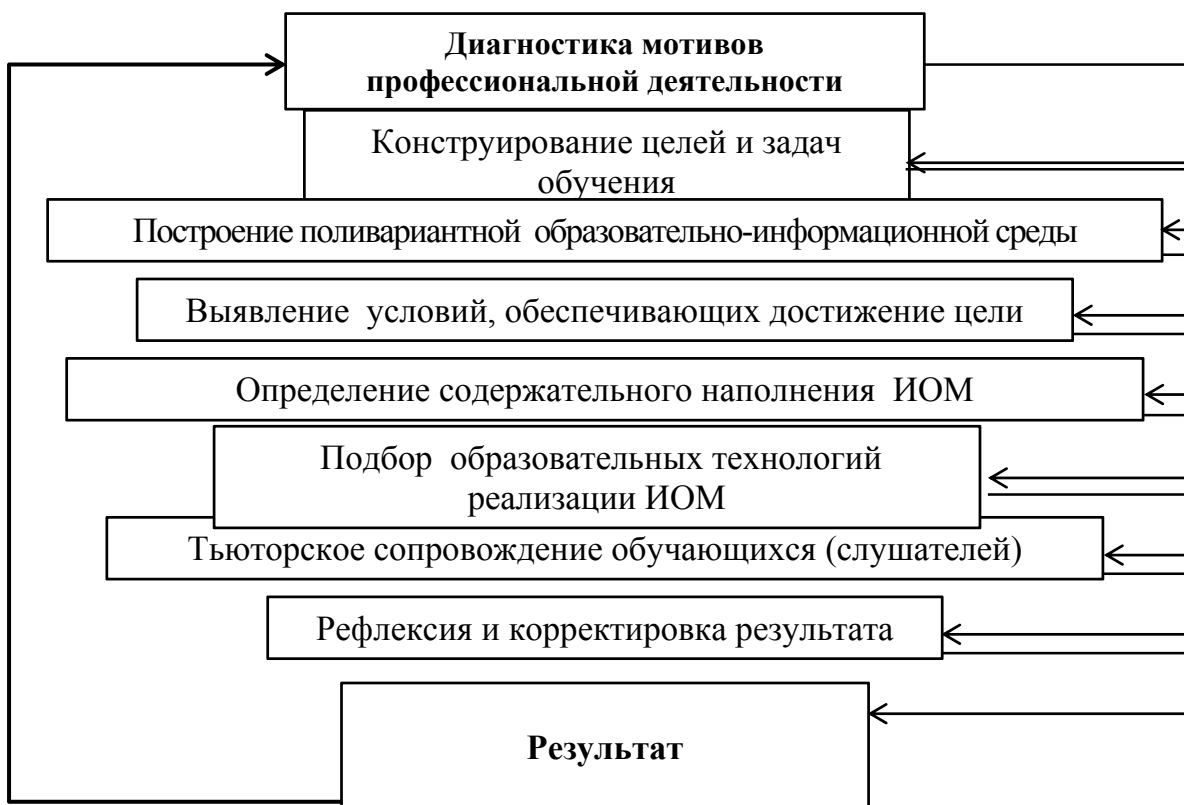 Диагностика мотивов
профессиональной деятельности
Конструирование целей и задач
обучения
Построение поливариантной образовательно-информационной среды
Выявление условий, обеспечивающих достижение цели
Определение содержательного наполнения ИОМ
Подбор образовательных технологий
реализации ИОМ
Тьюторское сопровождение обучающихся (слушателей)
Рефлексия и корректировка результата
Результат